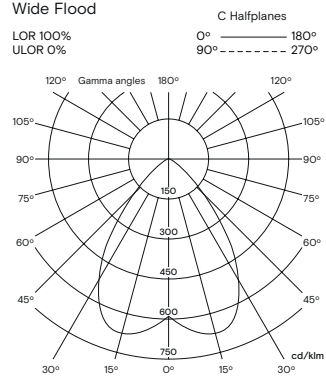 Wide Flood
C Halfplanes
LOR 100%
0° 180°
ULOR 0%
90° 270°
120° Gamma angles 180° 120°
105° 105°
90° 90°
150
75° 75°
300
60° 60°
450
45° 45°
600
750 cd/klm
30° 15° 0° 15° 30°